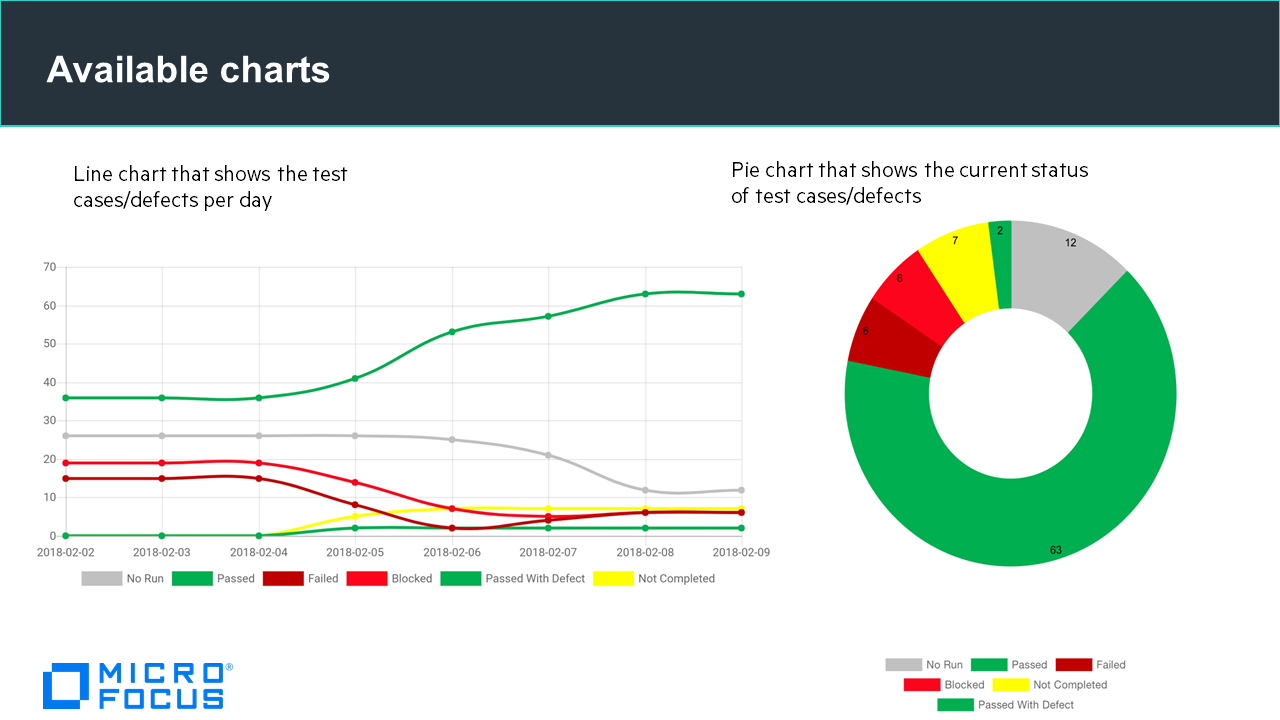 Available charts
Line chart that shows the test
cases/defects per day
70
60
50
40
30
20
10
0
2018-02-02 2018-02-03 2018-02-04 2018-02-05 2018-02-06 2018-02-07 2018-02-08 2018-02-09
No Run Passed Failed Blocked Passed With Defect Not Completed
Pie chart that shows the current status
of test cases/defects
2
7
12
6
6
63
No Run Passed Failed
Blocked Not Completed
Passed With Defect
MICRO®
FOCUS